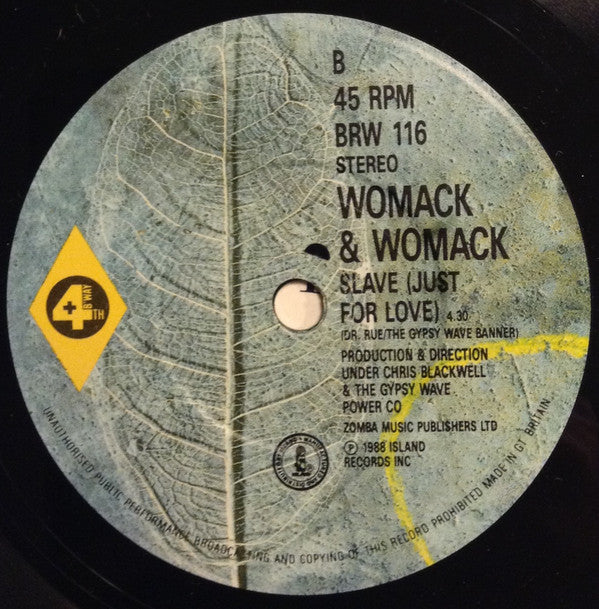 B
45 RPM
BRW 116
STEREO
WOMACK
& WOMACK
SLAVE (JUST
FOR LOVE) 4.30
(DR. RUE/THE GYPSY WAVE BANNER)
PRODUCTION & DIRECTION
UNDER CHRIS BLACKWELL
& THE GYPSY WAVE
POWER CO
ZOMBA MUSIC PUBLISHERS LTD
℗ 1988 ISLAND
RECORDS INC
4TH
+
B'WAY
UNAUTHORISED PUBLIC PERFORMANCE BROADCASTING AND COPYING OF THIS RECORD PROHIBITED MADE IN GT BRITAIN